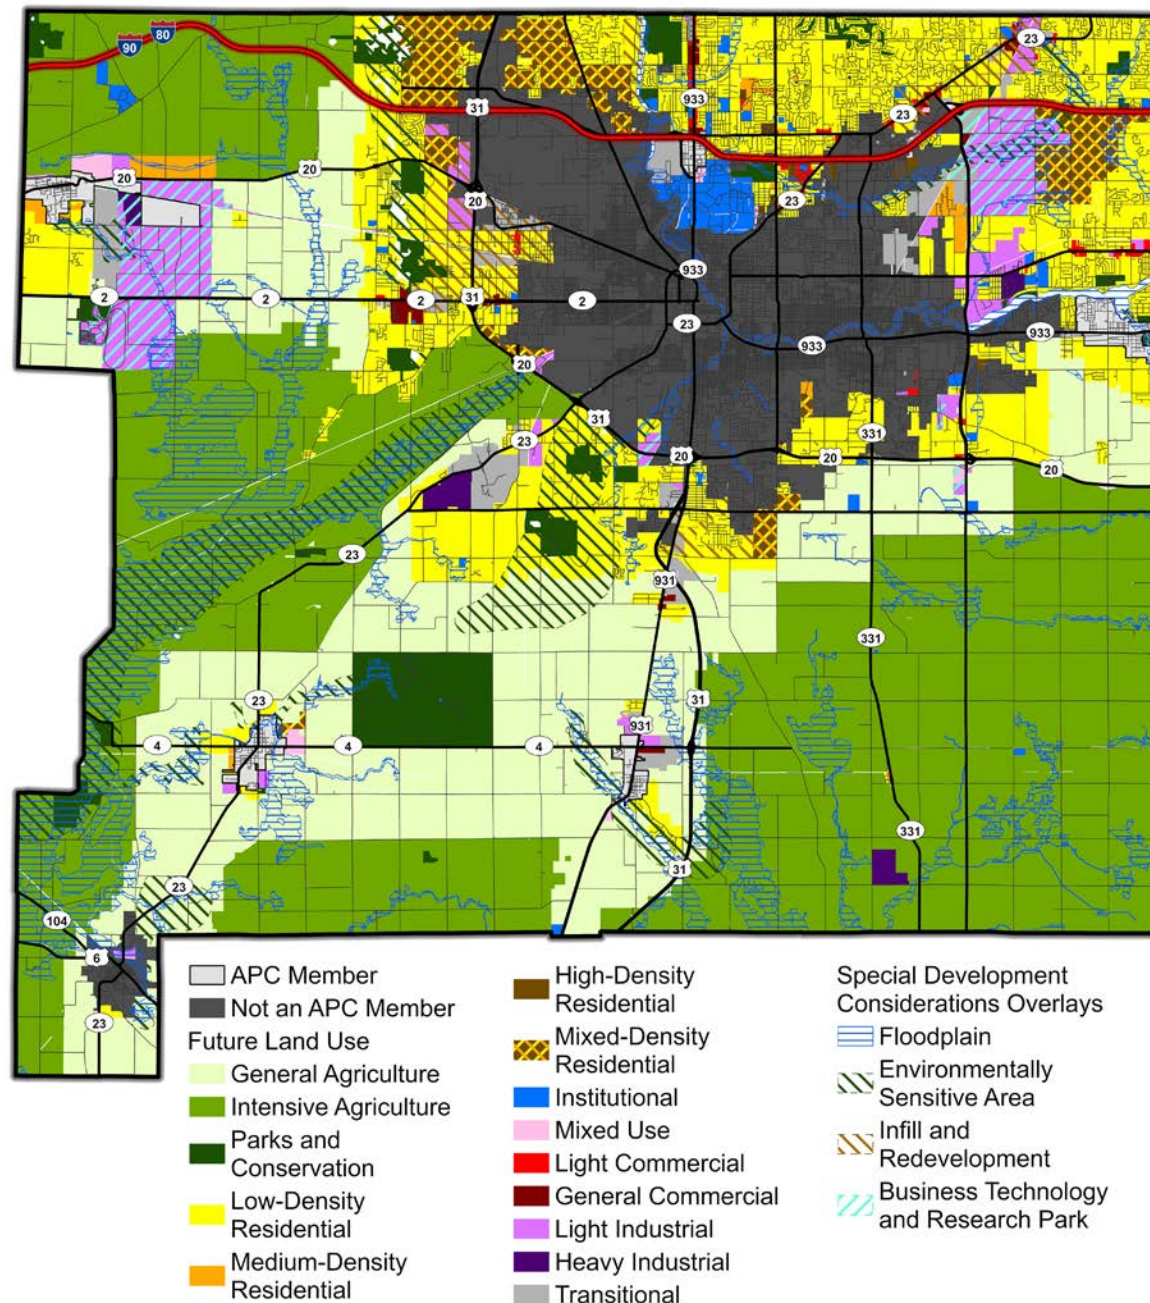 80
90
23
31
933
23
20
20
20
23
933
2
2
2
31
2
23
933
933
20
31
23
331
20
20
20
23
931
331
23
31
931
4
4
4
331
31
23
104
6
23
APC Member
Not an APC Member
Future Land Use
General Agriculture
Intensive Agriculture
Parks and
Conservation
Low-Density
Residential
Medium-Density
Residential
High-Density
Residential
Mixed-Density
Residential
Institutional
Mixed Use
Light Commercial
General Commercial
Light Industrial
Heavy Industrial
Transitional
Special Development
Considerations Overlays
Floodplain
Environmentally
Sensitive Area
Infill and
Redevelopment
Business Technology
and Research Park